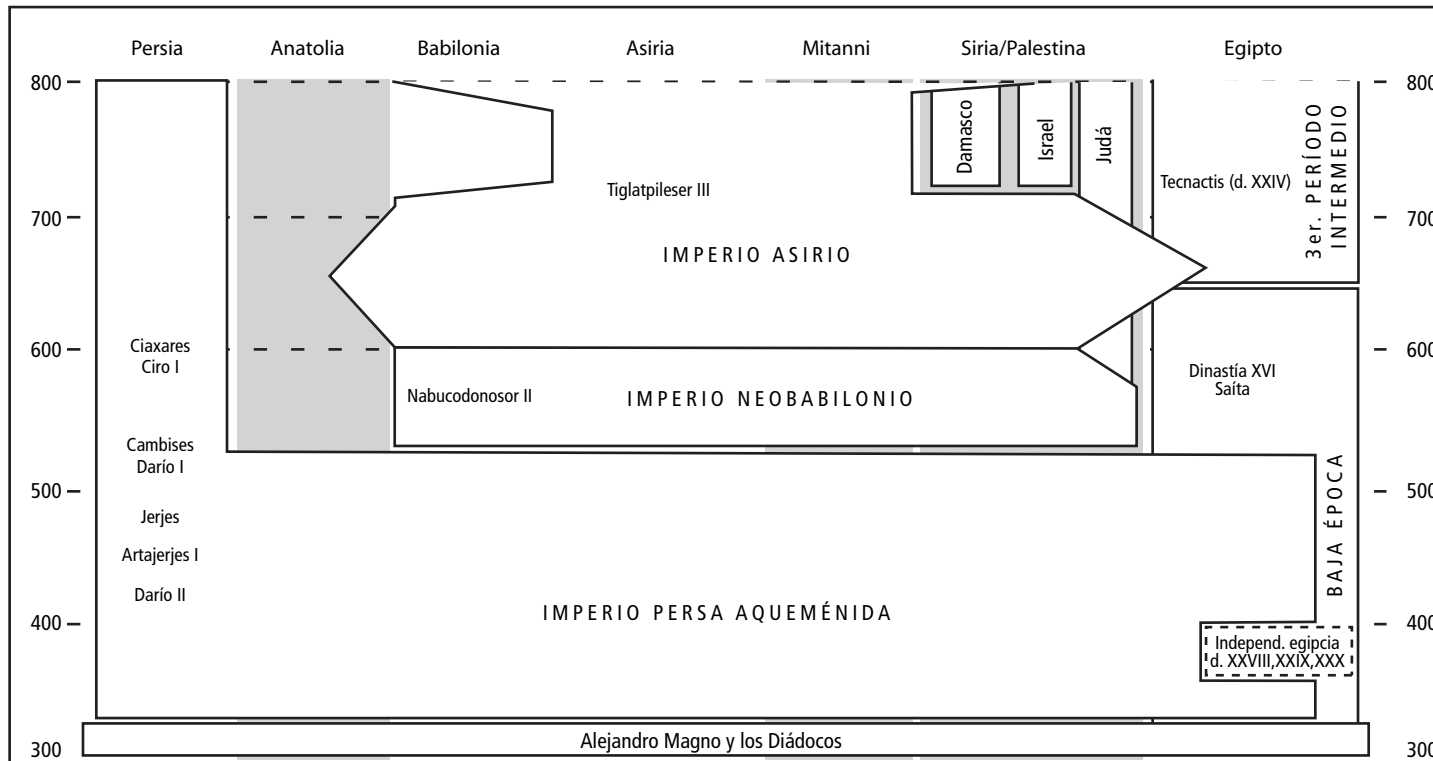 Persia Anatolia Babilonia Asiria Mitanni Siria/Palestina Egipto
800 800
Damasco
Israel
Judá
3er. PERÍODO
INTERMEDIO
Tiglatpileser III
Tecnactis (d. XXIV)
700 700
IMPERIO ASIRIO
Ciaxares
600 600
Ciro I
Dinastía XVI
Saíta
Nabucodonosor II
IMPERIO NEOBABILONIO
Cambises
Darío I
500 500
BAJA ÉPOCA
Jerjes
Artajerjes I
Darío II
IMPERIO PERSA AQUEMÉNIDA
400 400
Independ. egipcia
d. XXVIII,XXIX,XXX
Alejandro Magno y los Diádocos
300 300